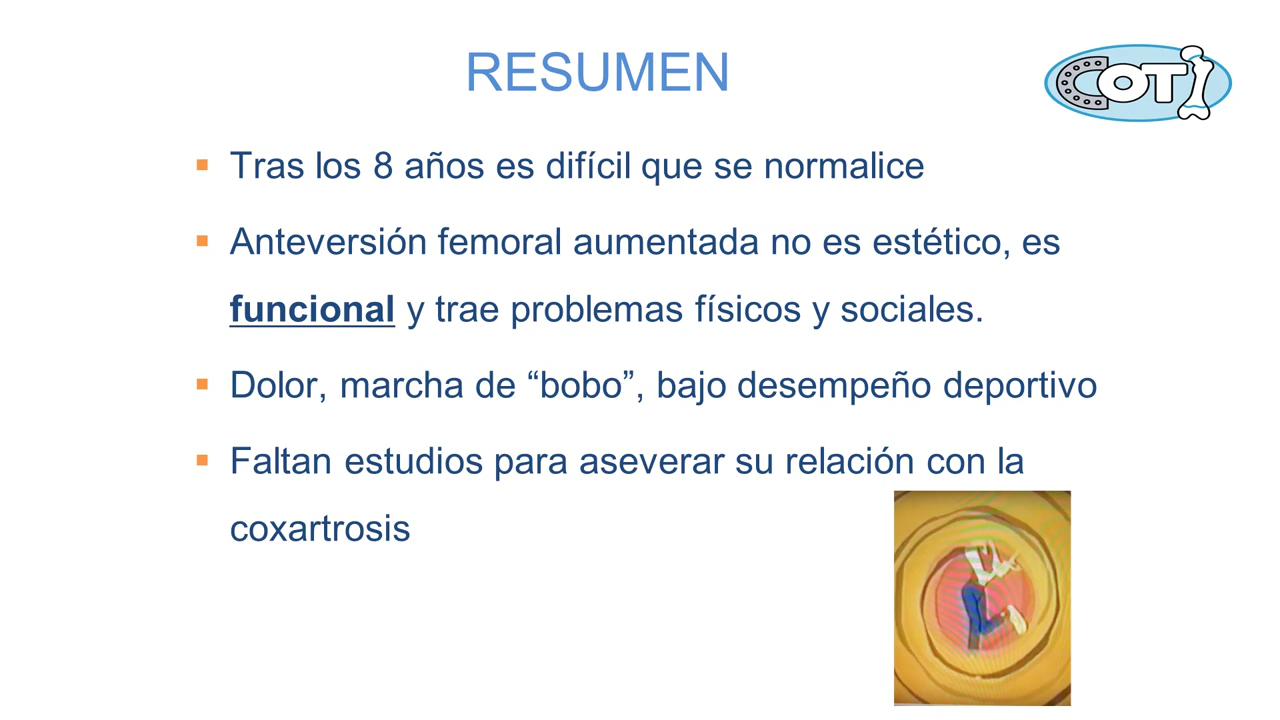 RESUMEN
COTI
▪ Tras los 8 años es difícil que se normalice
▪ Anteversión femoral aumentada no es estético, es
funcional y trae problemas físicos y sociales.
▪ Dolor, marcha de “bobo”, bajo desempeño deportivo
▪ Faltan estudios para aseverar su relación con la
coxartrosis